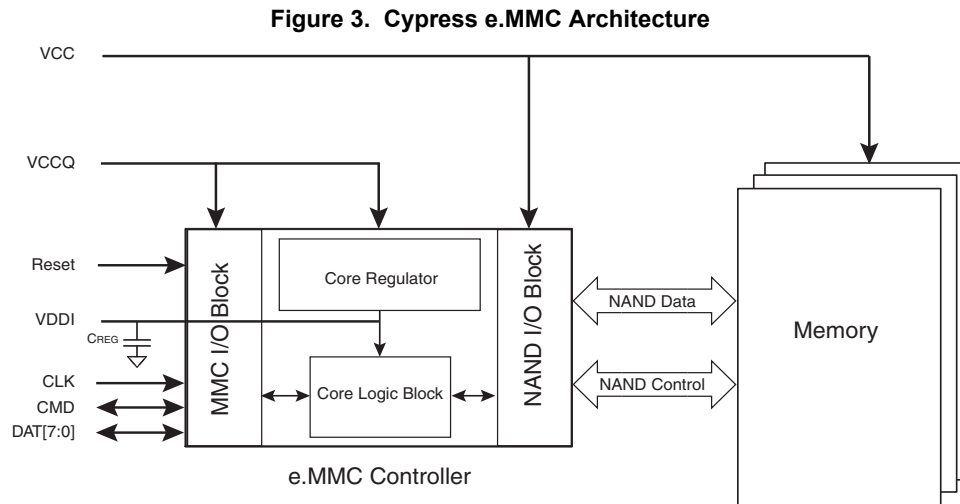 Figure 3. Cypress e.MMC Architecture
VCC
VCCQ
Reset
VDDI
CREG
CLK
CMD
DAT[7:0]
MMC I/O Block
Core Regulator
Core Logic Block
NAND I/O Block
NAND Data
NAND Control
Memory
e.MMC Controller